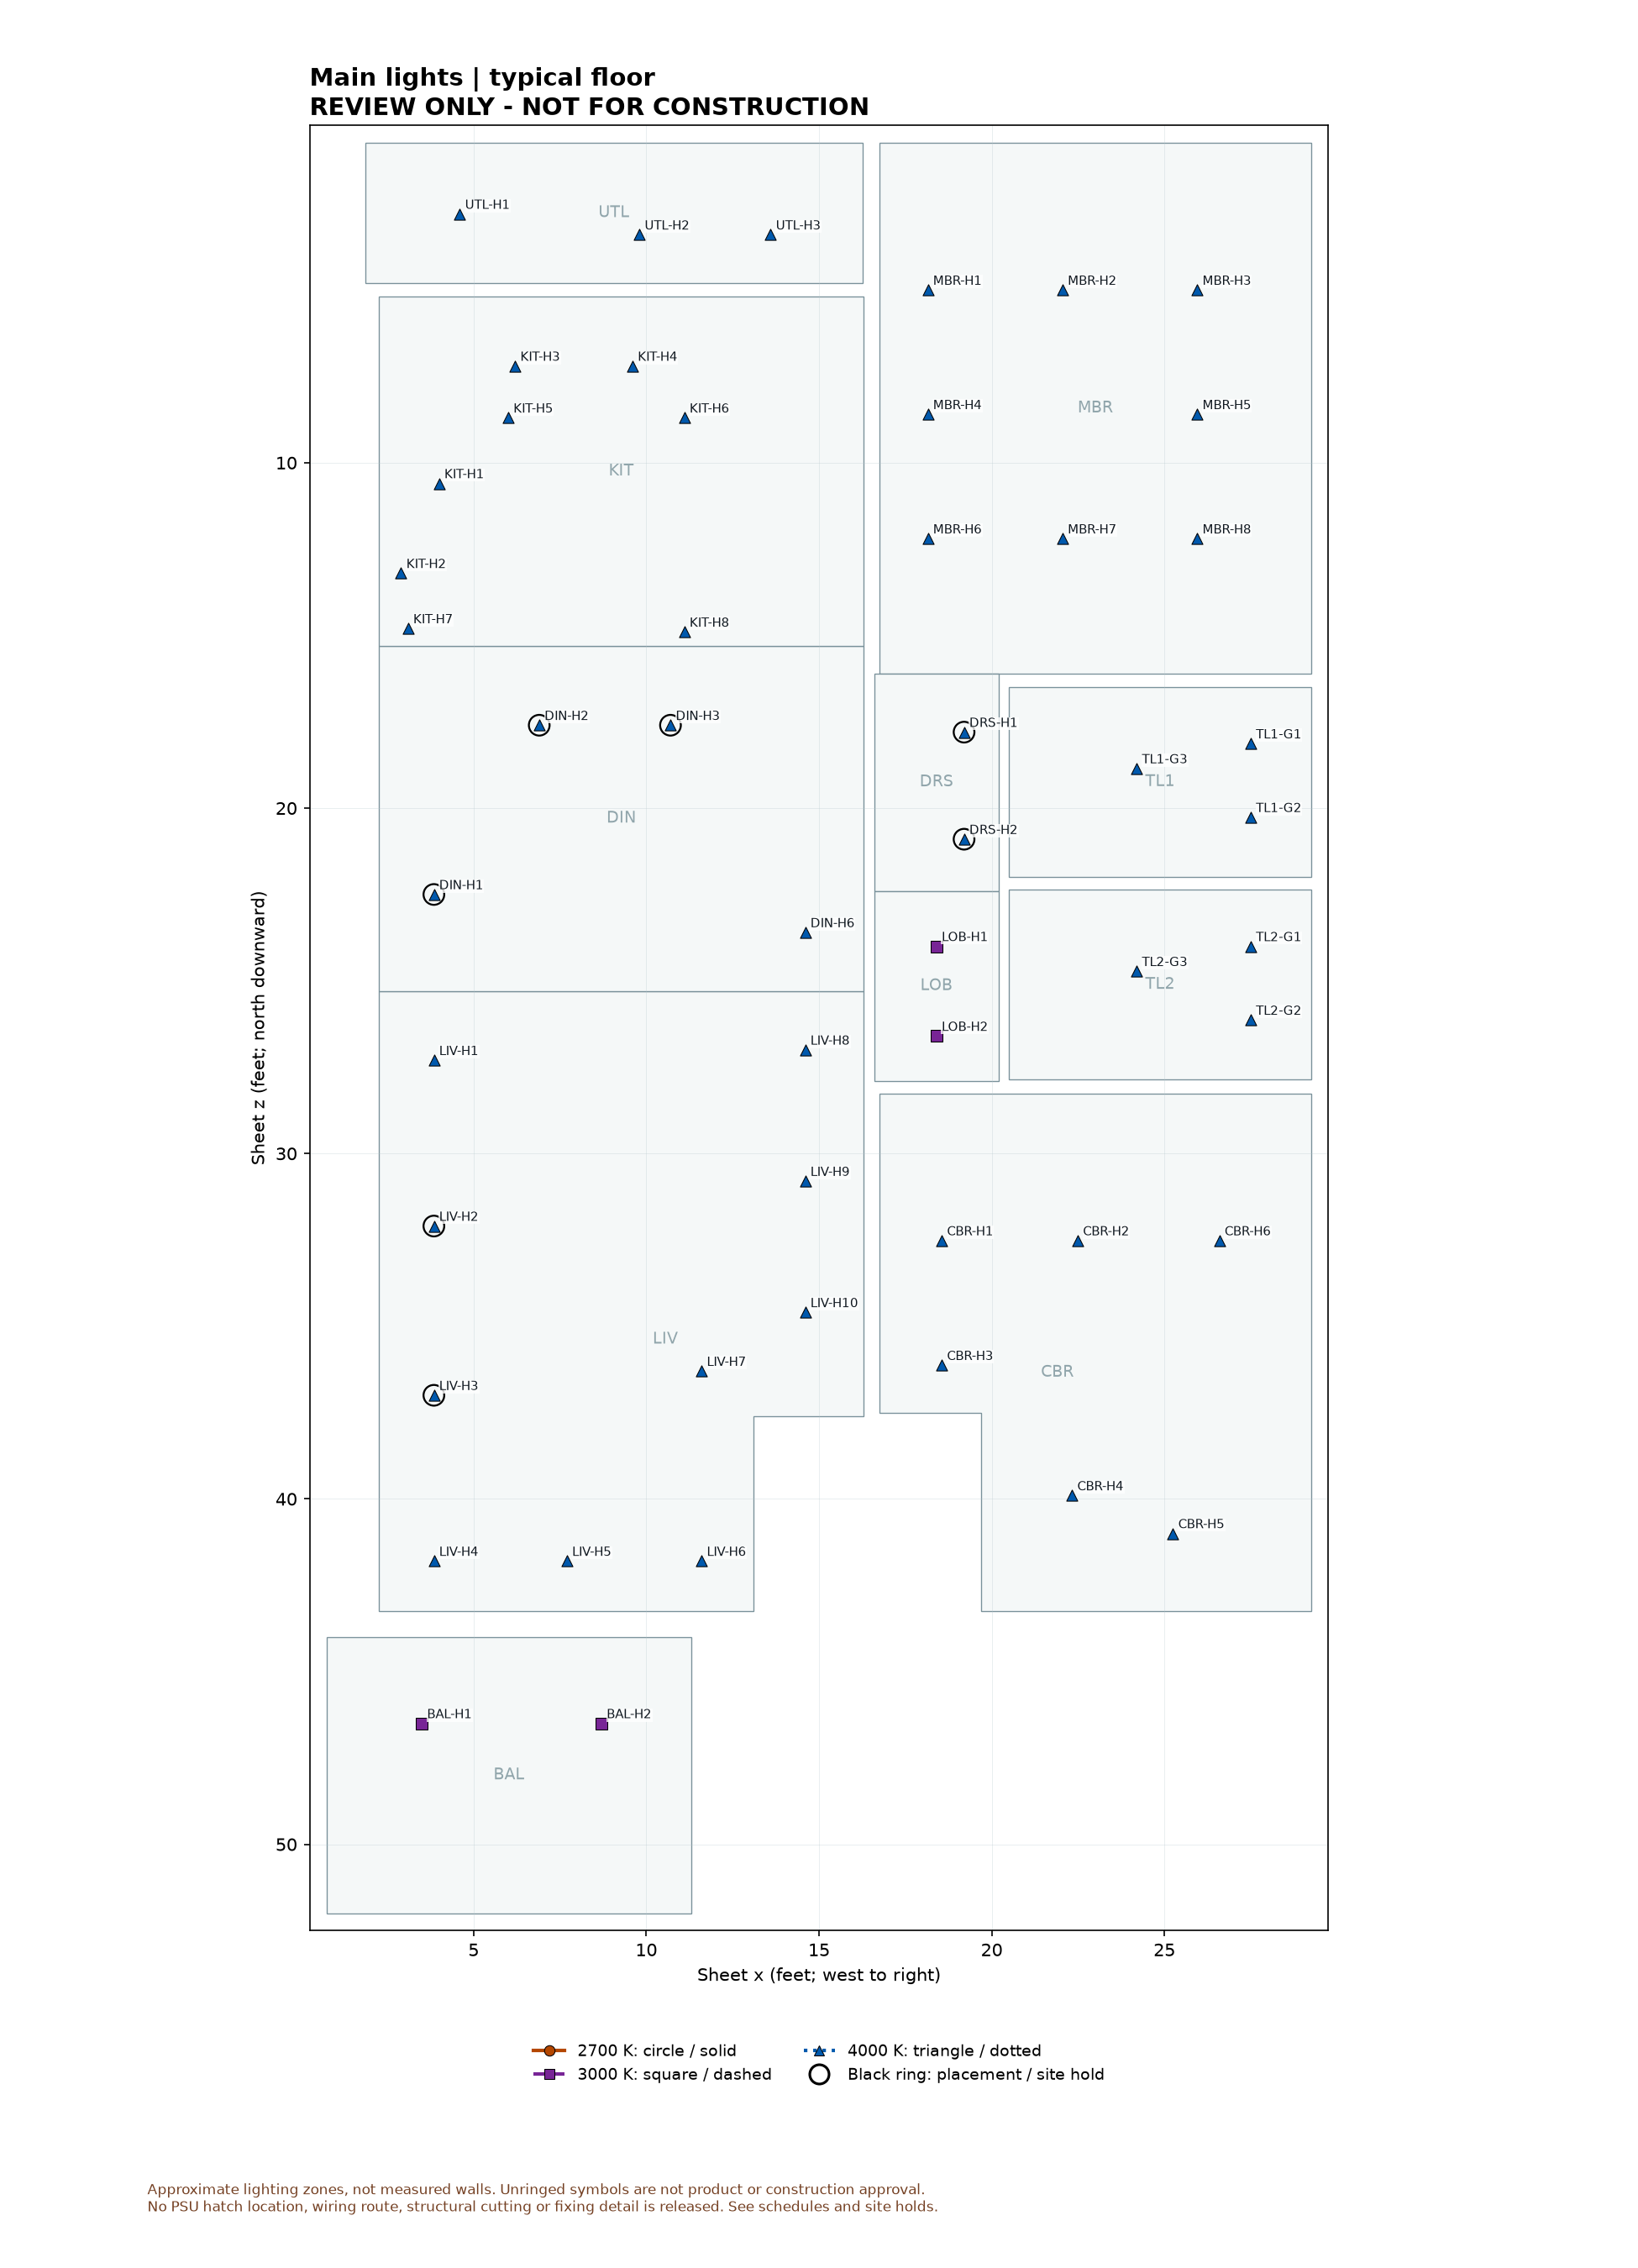 Main lights | typical floor
REVIEW ONLY - NOT FOR CONSTRUCTION
UTL-H1
UTL
UTL-H2
UTL-H3
MBR-H1
MBR-H2
MBR-H3
KIT-H3
KIT-H4
KIT-H5
KIT-H6
MBR-H4
MBR
MBR-H5
10
KIT-H1
KIT
MBR-H6
MBR-H7
MBR-H8
KIT-H2
KIT-H7
KIT-H8
DIN-H2
DIN-H3
DRS-H1
TL1-G1
TL1-G3
DRS
TL1
20
DIN
TL1-G2
DRS-H2
DIN-H1
DIN-H6
LOB-H1
TL2-G1
TL2-G3
LOB
TL2
TL2-G2
LOB-H2
LIV-H1
LIV-H8
Sheet z (feet; north downward)
30
LIV-H9
LIV-H2
CBR-H1
CBR-H2
CBR-H6
LIV-H10
LIV
CBR-H3
LIV-H7
CBR
LIV-H3
40
CBR-H4
CBR-H5
LIV-H4
LIV-H5
LIV-H6
BAL-H1
BAL-H2
BAL
50
5
10
15
20
25
Sheet x (feet; west to right)
2700 K: circle / solid
4000 K: triangle / dotted
3000 K: square / dashed
Black ring: placement / site hold
Approximate lighting zones, not measured walls. Unringed symbols are not product or construction approval.
No PSU hatch location, wiring route, structural cutting or fixing detail is released. See schedules and site holds.